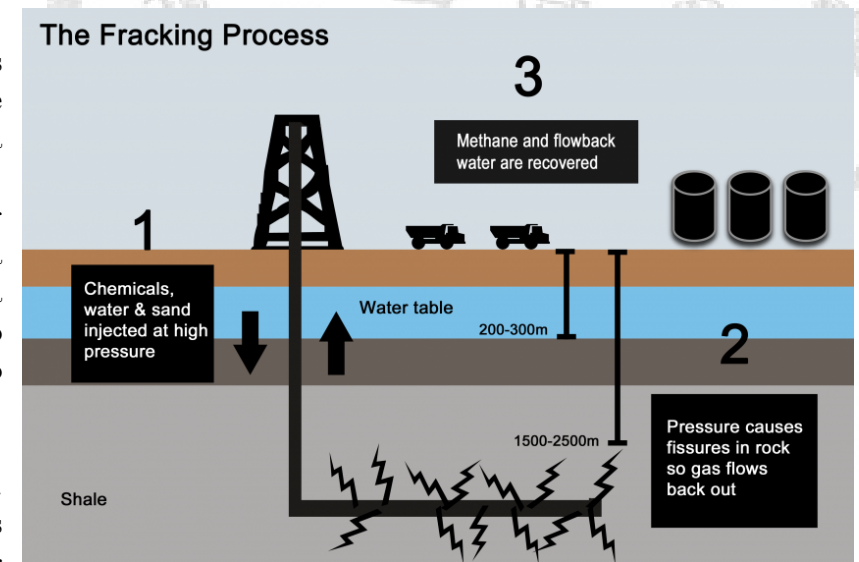 The Fracking Process
1
Chemicals,
water & sand
injected at high
pressure
3
Methane and flowback
water are recovered
Water table
200-300m
2
1500-2500m
Pressure causes
fissures in rock
so gas flows
back out
Shale